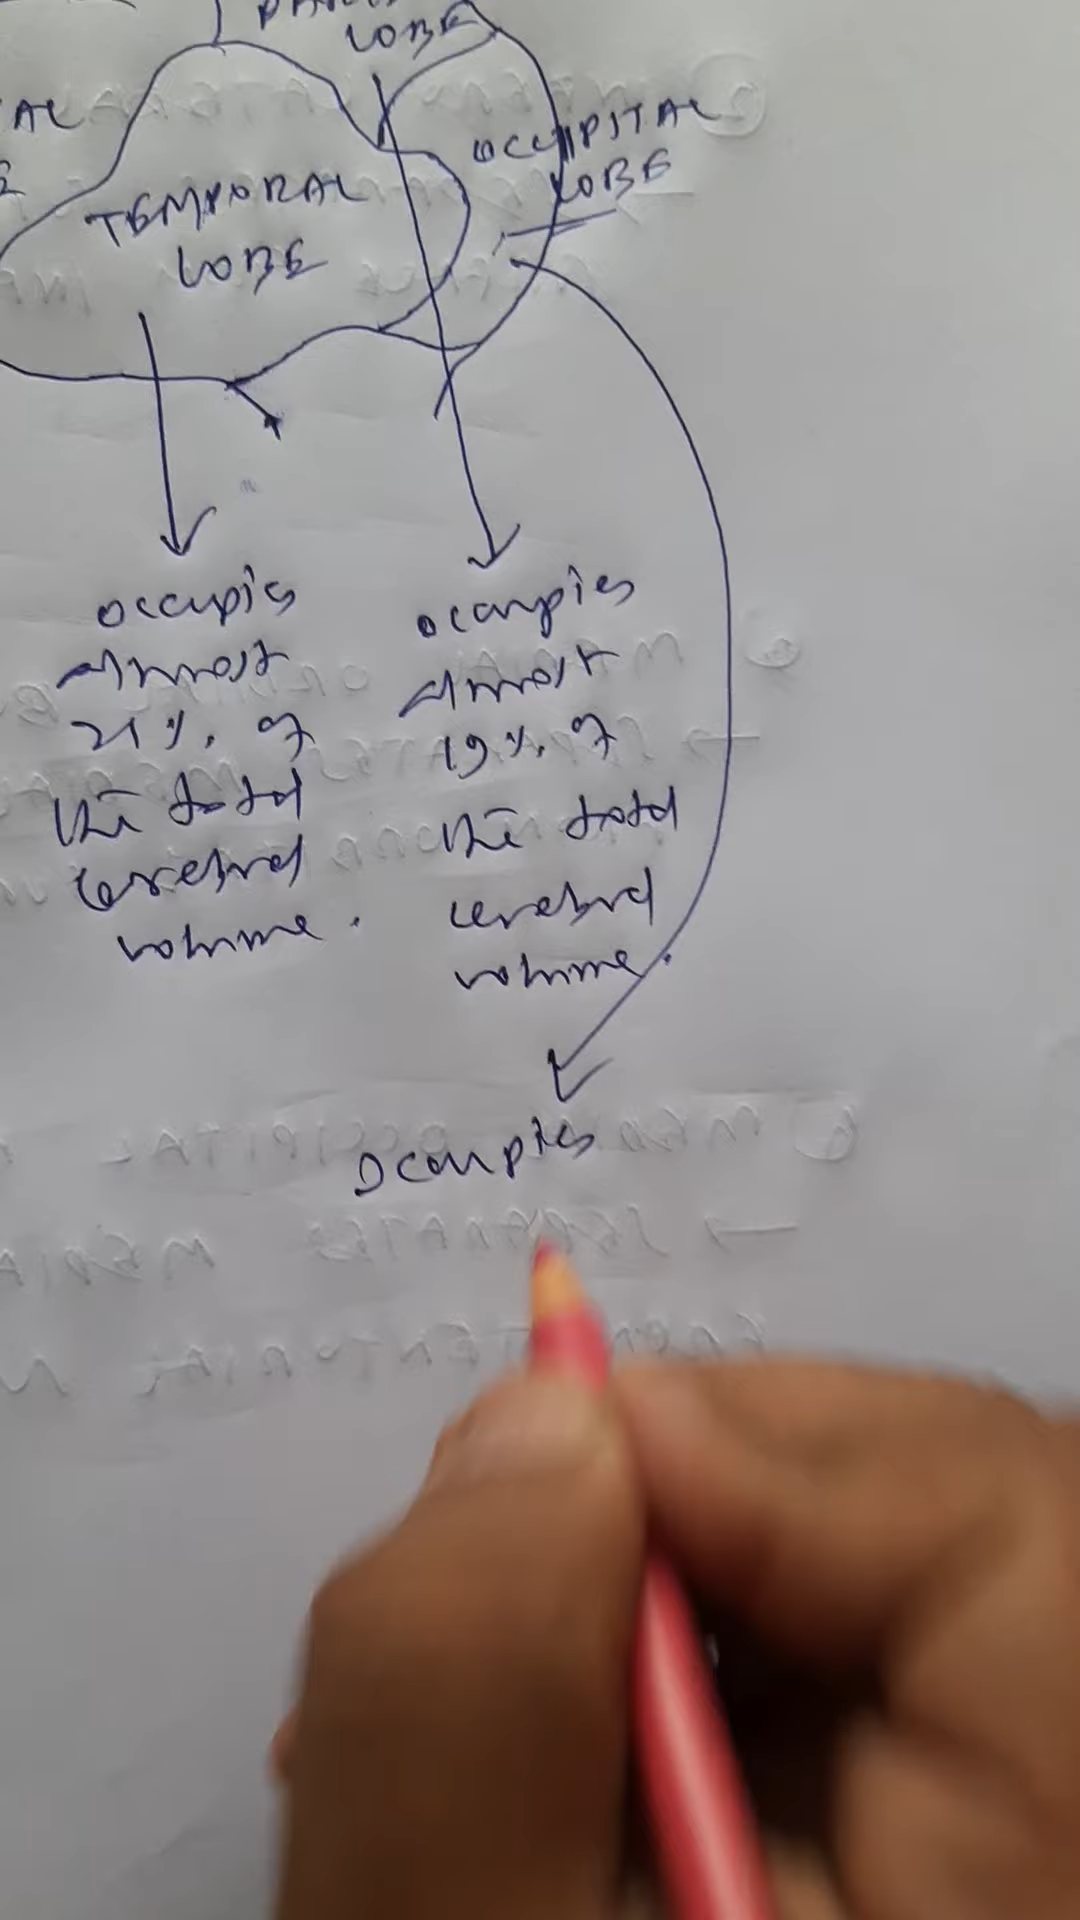 LOBE
AL
TEMPORAL
LOBE
OCCIPITAL
LOBE
occupies
almost
21%. of
the total
cerebral
volume.
occupies
almost
19%. of
the total
cerebral
volume.
Occupies